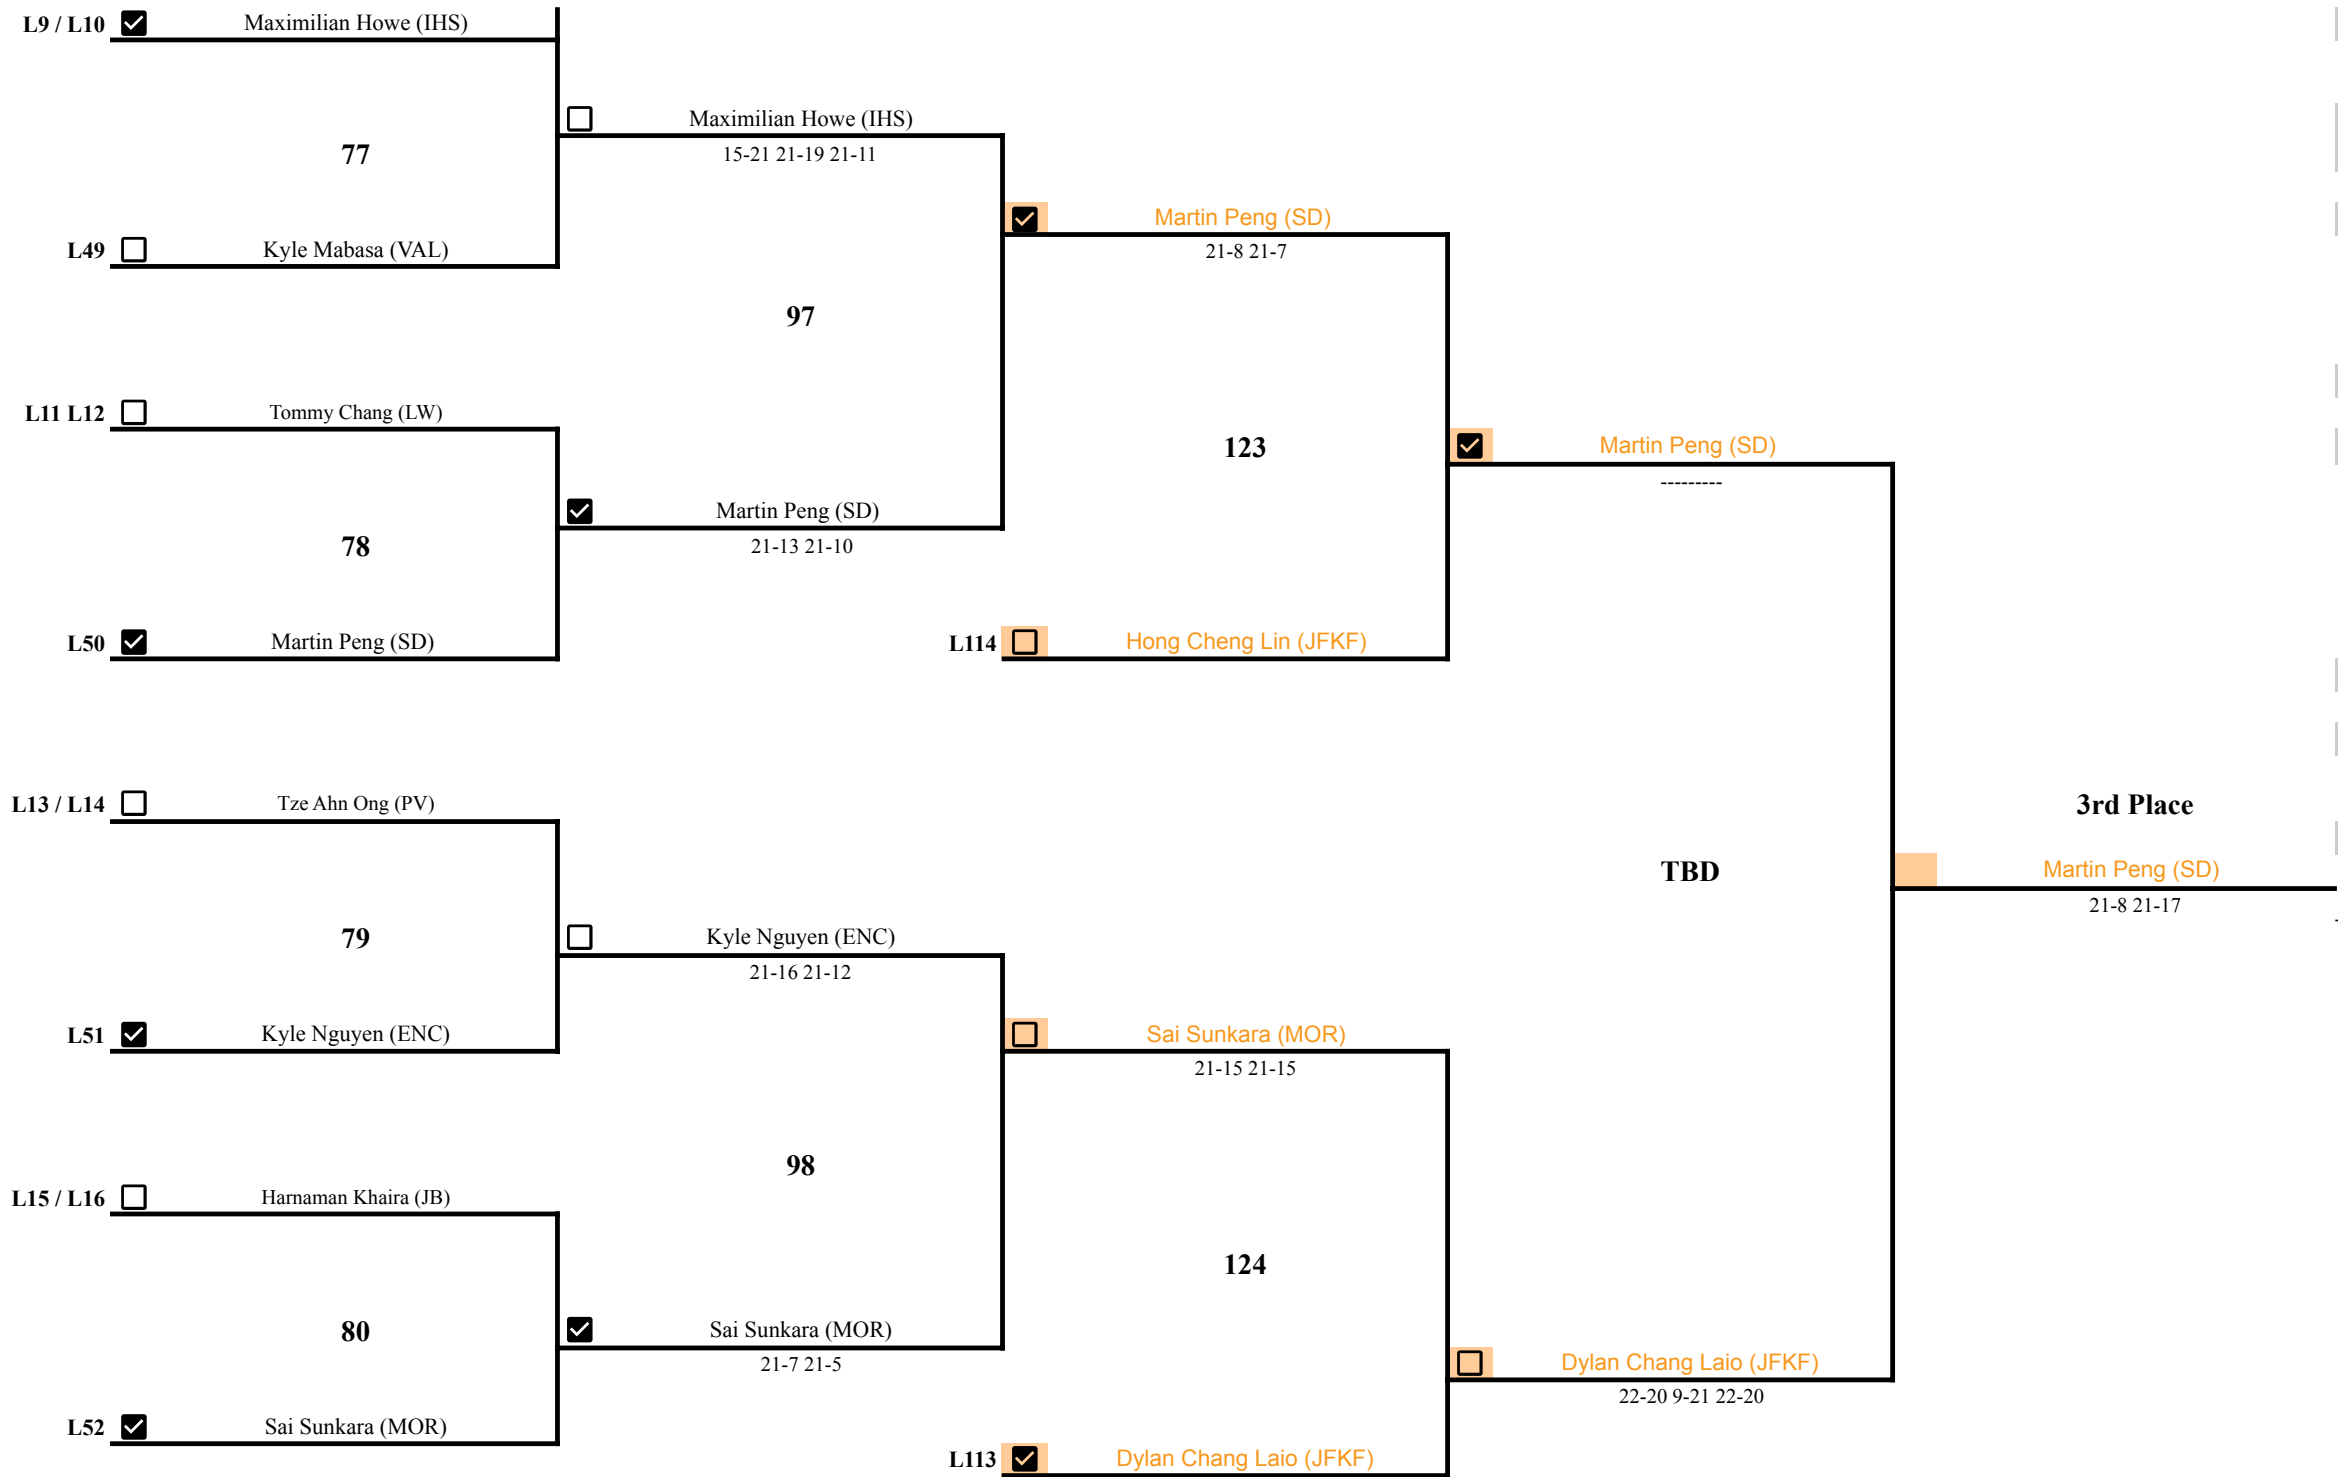 L9 / L10 Maximilian Howe (IHS)
Maximilian Howe (IHS)
77
15-21 21-19 21-11
Martin Peng (SD)
L49 Kyle Mabasa (VAL)
21-8 21-7
97
L11 L12 Tommy Chang (LW)
123
Martin Peng (SD)
---------
Martin Peng (SD)
78
21-13 21-10
L50 Martin Peng (SD)
L114 Hong Cheng Lin (JFKF)
L13 / L14 Tze Ahn Ong (PV)
3rd Place
TBD
Martin Peng (SD)
21-8 21-17
79
Kyle Nguyen (ENC)
21-16 21-12
L51 Kyle Nguyen (ENC)
Sai Sunkara (MOR)
21-15 21-15
98
L15 / L16 Harnaman Khaira (JB)
124
80
Sai Sunkara (MOR)
21-7 21-5
Dylan Chang Laio (JFKF)
22-20 9-21 22-20
L52 Sai Sunkara (MOR)
L113 Dylan Chang Laio (JFKF)